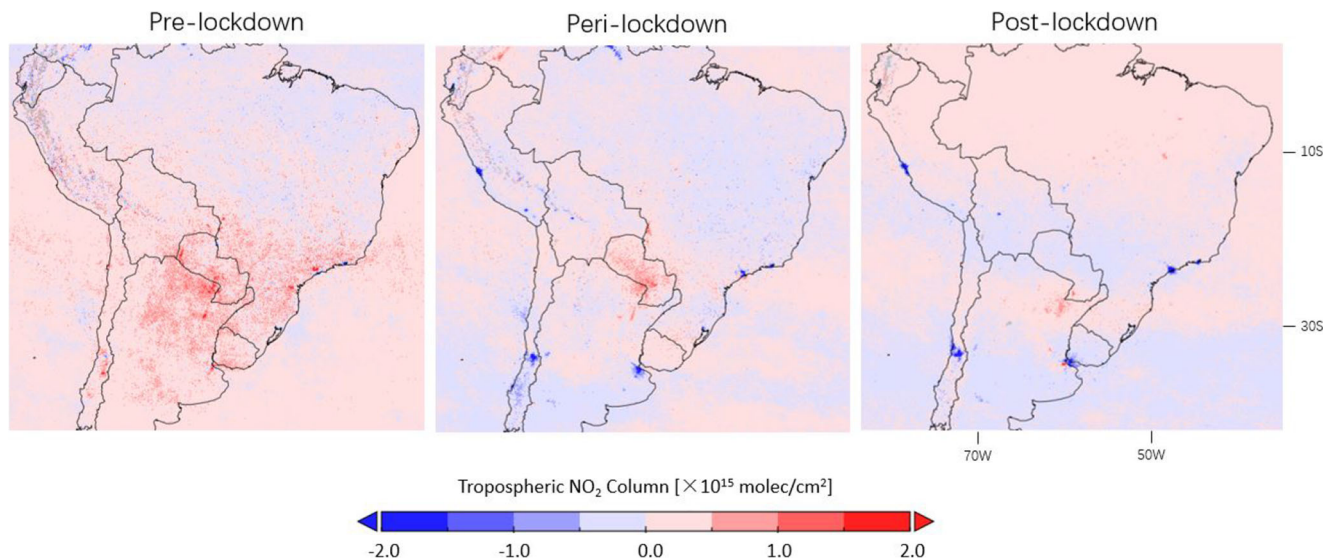 Pre-lockdown
Peri-lockdown
Post-lockdown
10S
30S
70W
50W
Tropospheric NO₂ Column [×10¹⁵ molec/cm²]
-2.0
-1.0
0.0
1.0
2.0